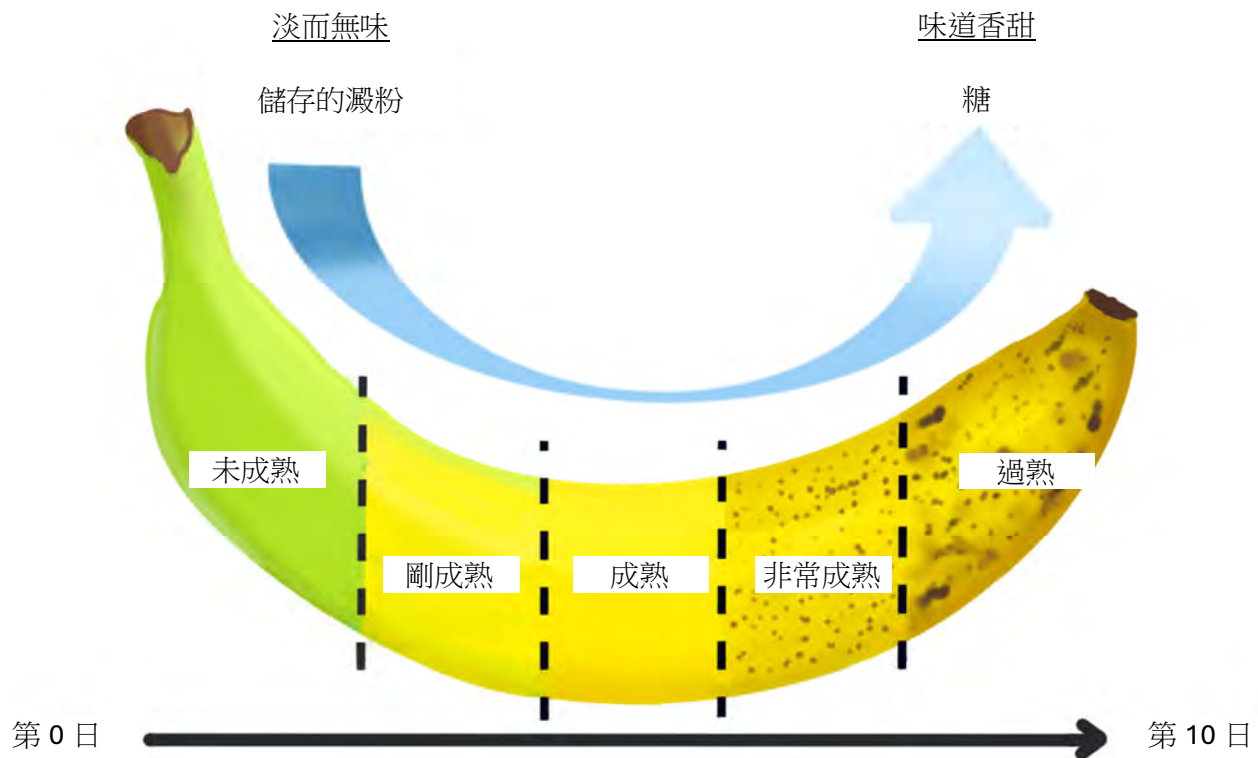 淡而無味
味道香甜
儲存的澱粉
糖
未成熟
過熟
剛成熟
成熟
非常成熟
第 0 日
第 10 日